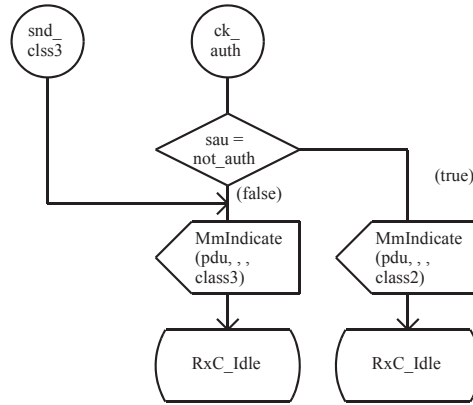 snd_
clss3
ck_
auth
sau =
not_auth
(true)
(false)
MmIndicate
(pdu, , ,
class3)
MmIndicate
(pdu, , ,
class2)
RxC_Idle
RxC_Idle